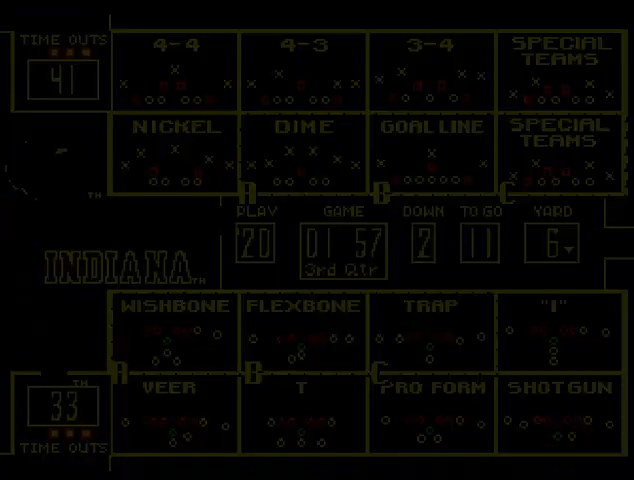 TIME OUTS
41
4-4 4-3 3-4 SPECIAL TEAMS
NICKEL DIME GOAL LINE SPECIAL TEAMS
A B C
TM
PLAY GAME DOWN TO GO YARD
20 01 57 2 11 6
3rd Qtr
INDIANA TM
WISHBONE FLEXBONE TRAP "I"
A B C
TM
VEER T PRO FORM SHOTGUN
33
TIME OUTS